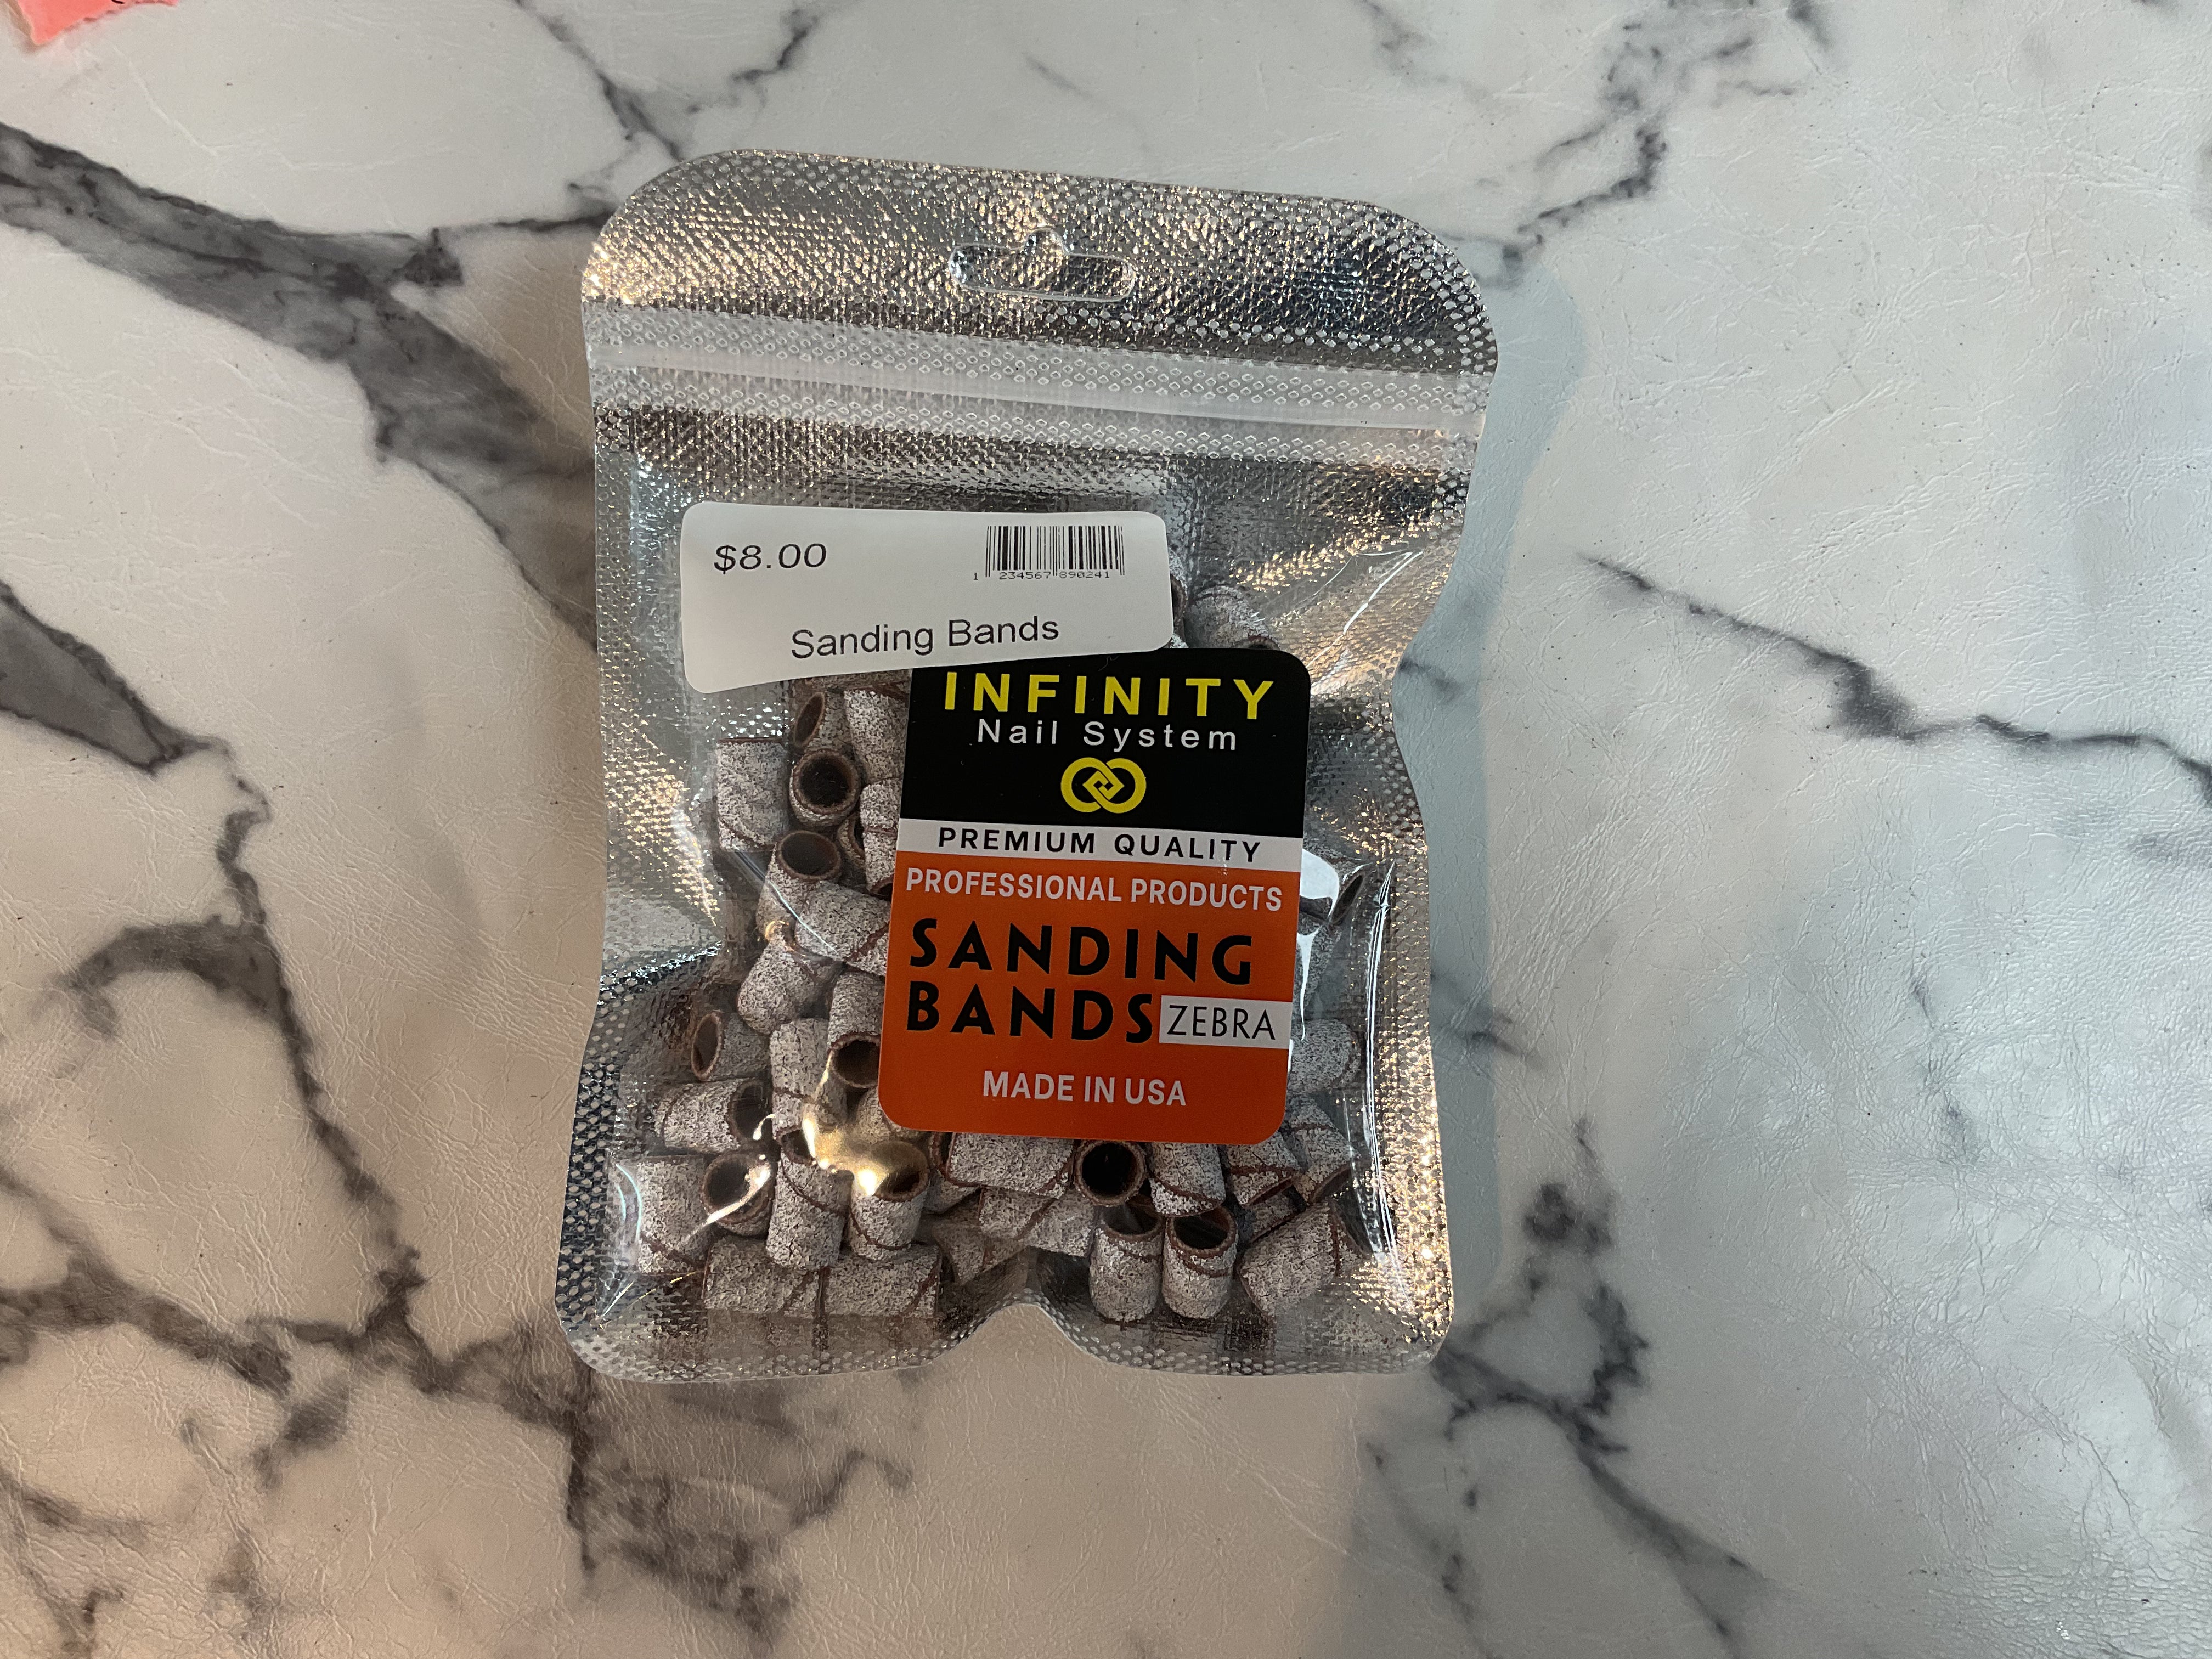 $8.00
1 234567 890241
Sanding Bands
INFINITY
Nail System
PREMIUM QUALITY
PROFESSIONAL PRODUCTS
SANDING
BANDS ZEBRA
MADE IN USA